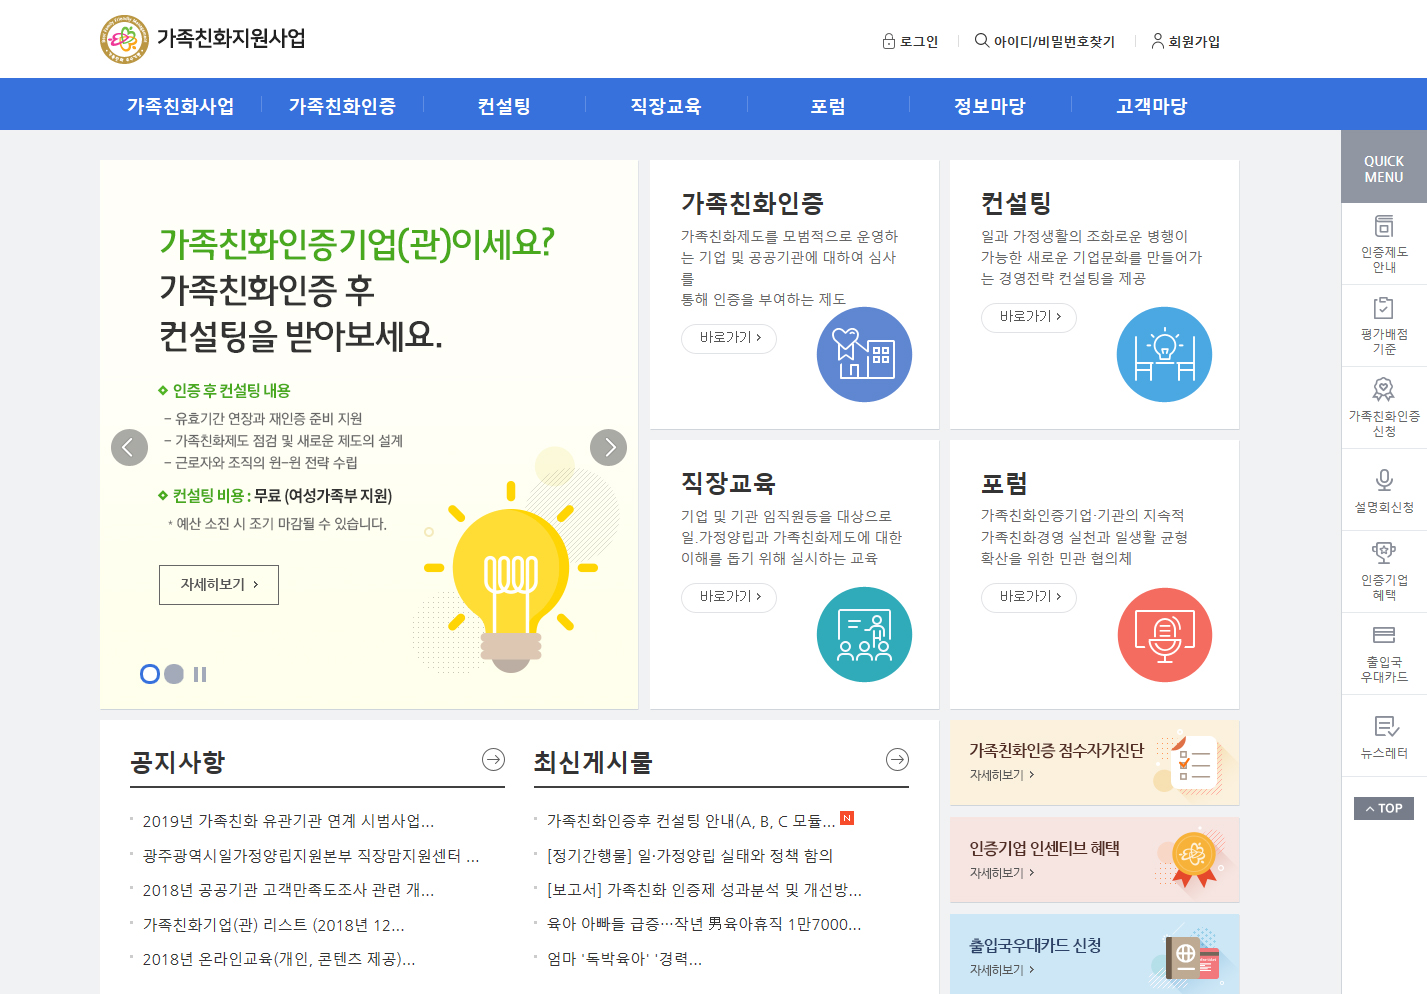 가족친화지원사업
로그인
아이디/비밀번호찾기
회원가입
가족친화사업
가족친화인증
컨설팅
직장교육
포럼
정보마당
고객마당
가족친화인증기업(관)이세요?
가족친화인증 후
컨설팅을 받아보세요.
인증 후 컨설팅 내용
- 유효기간 연장과 재인증 준비 지원
- 가족친화제도 점검 및 새로운 제도의 설계
- 근로자와 조직의 윈-윈 전략 수립
컨설팅 비용 : 무료 (여성가족부 지원)
* 예산 소진 시 조기 마감될 수 있습니다.
자세히보기
가족친화인증
가족친화제도를 모범적으로 운영하
는 기업 및 공공기관에 대하여 심사
를
통해 인증을 부여하는 제도
바로가기
컨설팅
일과 가정생활의 조화로운 병행이
가능한 새로운 기업문화를 만들어가
는 경영전략 컨설팅을 제공
바로가기
직장교육
기업 및 기관 임직원등을 대상으로
일.가정양립과 가족친화제도에 대한
이해를 돕기 위해 실시하는 교육
바로가기
포럼
가족친화인증기업·기관의 지속적
가족친화경영 실천과 일생활 균형
확산을 위한 민관 협의체
바로가기
공지사항
2019년 가족친화 유관기관 연계 시범사업...
광주광역시일가정양립지원본부 직장맘지원센터 ...
2018년 공공기관 고객만족도조사 관련 개...
가족친화기업(관) 리스트 (2018년 12...
2018년 온라인교육(개인, 콘텐츠 제공)...
최신게시물
가족친화인증후 컨설팅 안내(A, B, C 모듈... N
[정기간행물] 일·가정양립 실태와 정책 함의
[보고서] 가족친화 인증제 성과분석 및 개선방...
육아 아빠들 급증…작년 男육아휴직 1만7000...
엄마 '독박육아' '경력...
가족친화인증 점수자가진단
자세히보기
인증기업 인센티브 혜택
자세히보기
출입국우대카드 신청
자세히보기
QUICK
MENU
인증제도
안내
평가배점
기준
가족친화인증
신청
설명회신청
인증기업
혜택
출입국
우대카드
뉴스레터
TOP